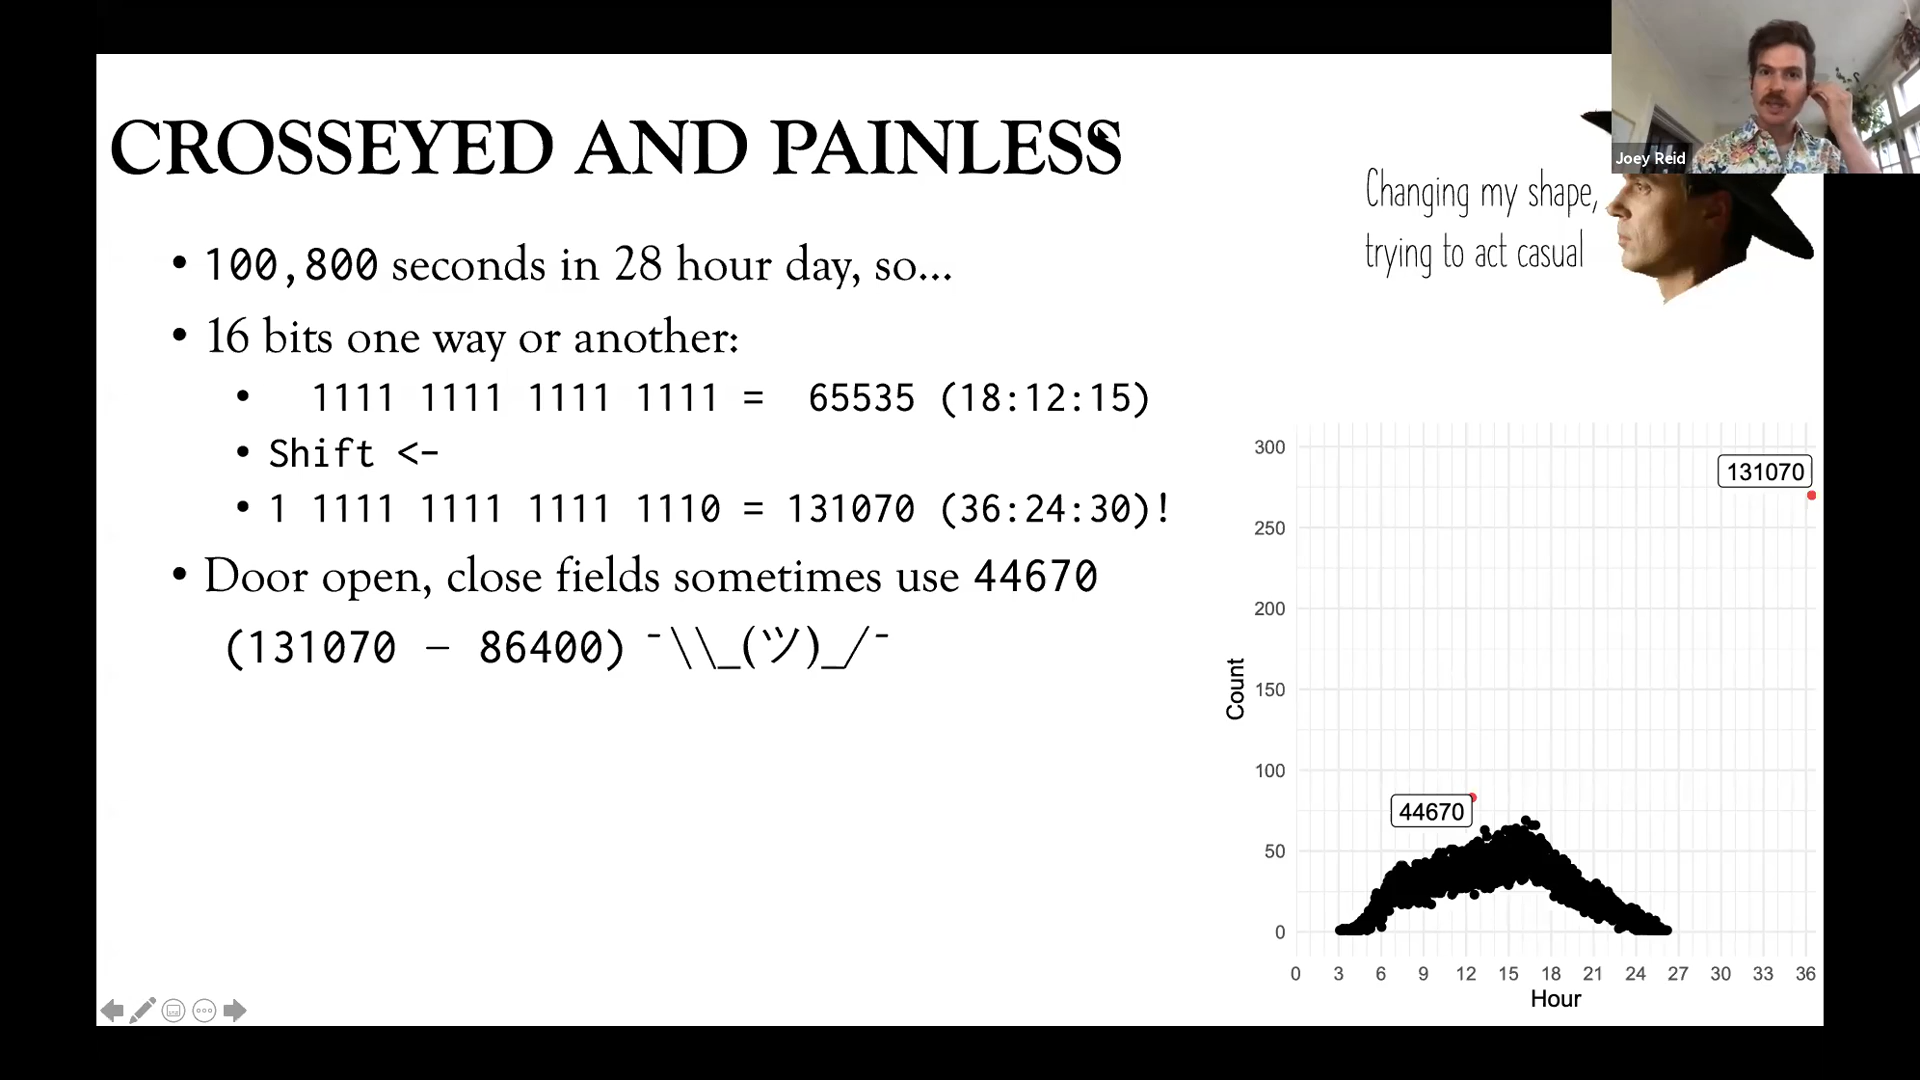 CROSSEYED AND PAINLESS
Joey Reid
Changing my shape,
trying to act casual
• 100,800 seconds in 28 hour day, so...
• 16 bits one way or another:
• 1111 1111 1111 1111 = 65535 (18:12:15)
• Shift <-
• 1 1111 1111 1111 1110 = 131070 (36:24:30)!
• Door open, close fields sometimes use 44670
(131070 – 86400) ¯\\_(ツ)_/¯
300
131070
250
200
150
100
44670
50
0
Count
0 3 6 9 12 15 18 21 24 27 30 33 36
Hour